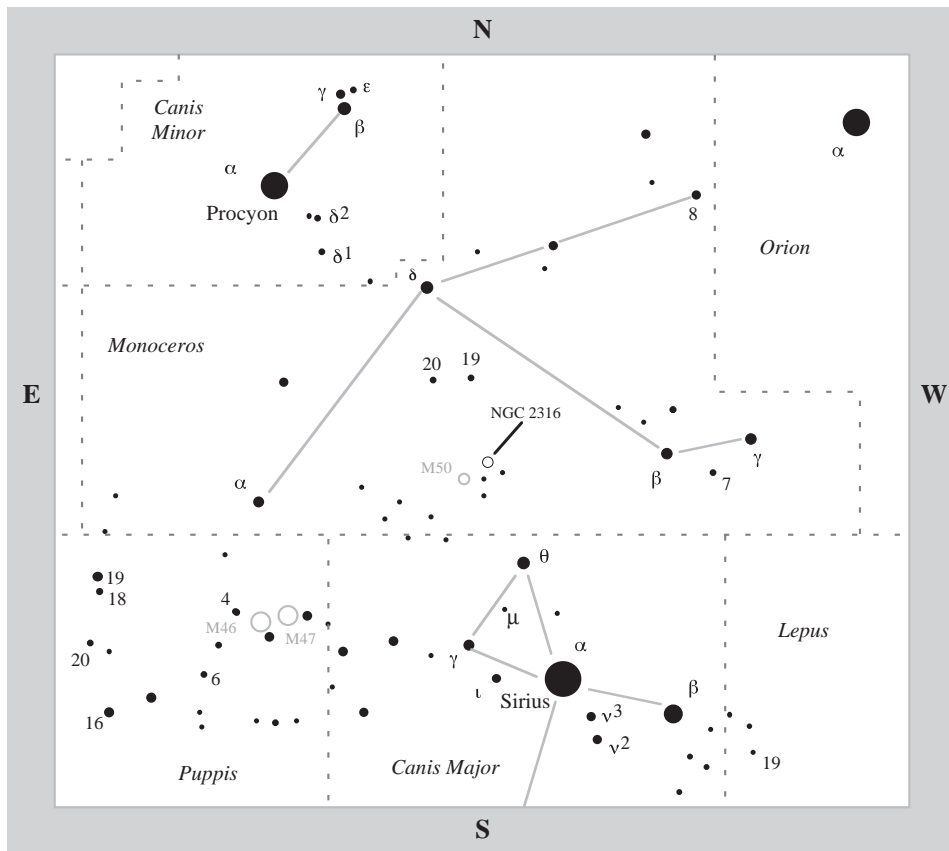 N
Canis
Minor
γ ε
β
α
Procyon
δ2
δ1
α
8
Orion
δ
Monoceros
20 19
E
W
NGC 2316
M50
α
β
7
γ
19
18
4
M46
M47
20
6
16
Puppis
θ
μ
γ
α
ι
Sirius
β
ν3
ν2
Canis Major
Lepus
19
S